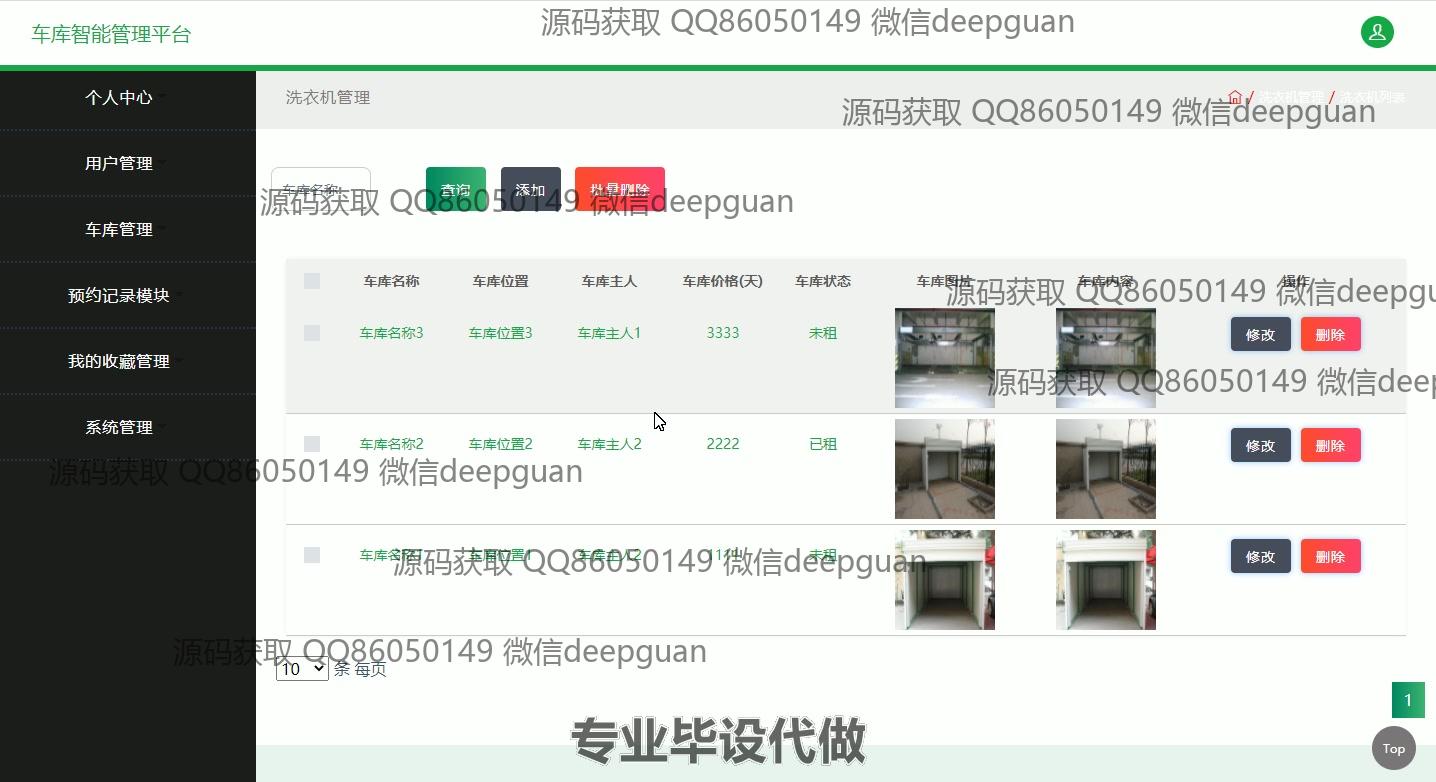 车库智能管理平台
源码获取 QQ86050149 微信deepguan
个人中心
洗衣机管理
/ 洗衣机管理 / 洗衣机列表
源码获取 QQ86050149 微信deepguan
用户管理
车库名称
查询
添加
批量删除
源码获取 QQ86050149 微信deepguan
车库管理
车库名称 车库位置 车库主人 车库价格(天) 车库状态 车库图片 车库内容 操作
源码获取 QQ86050149 微信deepgu
预约记录模块
车库名称3 车库位置3 车库主人1 3333 未租 修改 删除
我的收藏管理
源码获取 QQ86050149 微信deep
系统管理
车库名称2 车库位置2 车库主人2 2222 已租 修改 删除
源码获取 QQ86050149 微信deepguan
车库名称1 车库位置1 车库主人2 1111 未租 修改 删除
源码获取 QQ86050149 微信deepguan
源码获取 QQ86050149 微信deepguan
10 条 每页
1
专业毕设代做
Top